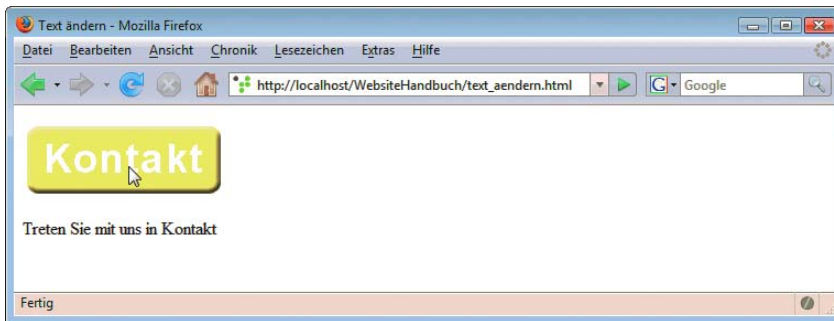 Text ändern - Mozilla Firefox
Datei Bearbeiten Ansicht Chronik Lesezeichen Extras Hilfe
http://localhost/WebsiteHandbuch/text_aendern.html G Google
Kontakt
Treten Sie mit uns in Kontakt
Fertig